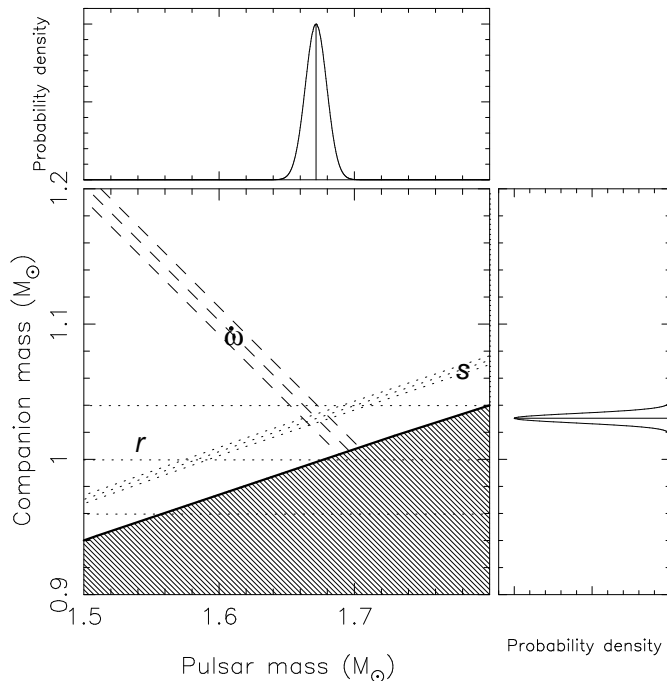 Probability density
1.2
1.1
1
0.9
Companion mass (M⊙)
ω̇
s
r
1.5
1.6
1.7
Pulsar mass (M⊙)
Probability density